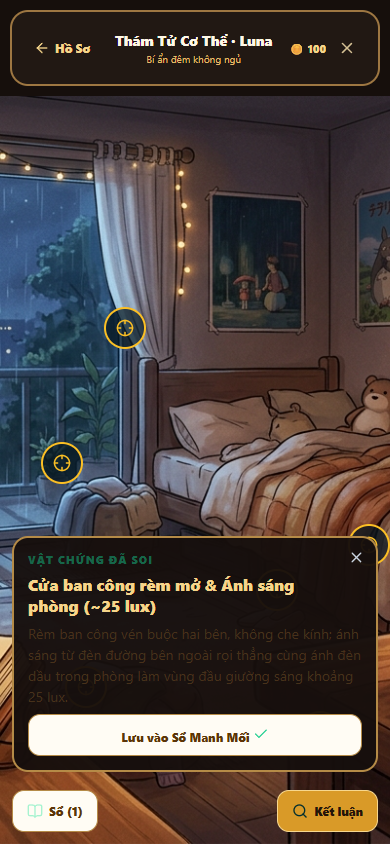 Hồ Sơ
Thám Tử Cơ Thể · Luna
Bí ẩn đêm không ngủ
100
VẬT CHỨNG ĐÃ SOI
Cửa ban công rèm mở & Ánh sáng
phòng (~25 lux)
Rèm ban công vén buộc hai bên, không che kính; ánh
sáng từ đèn đường bên ngoài rọi thẳng cùng ánh đèn
dầu trong phòng làm vùng đầu giường sáng khoảng
25 lux.
Lưu vào Sổ Manh Mối
Sổ (1)
Kết luận